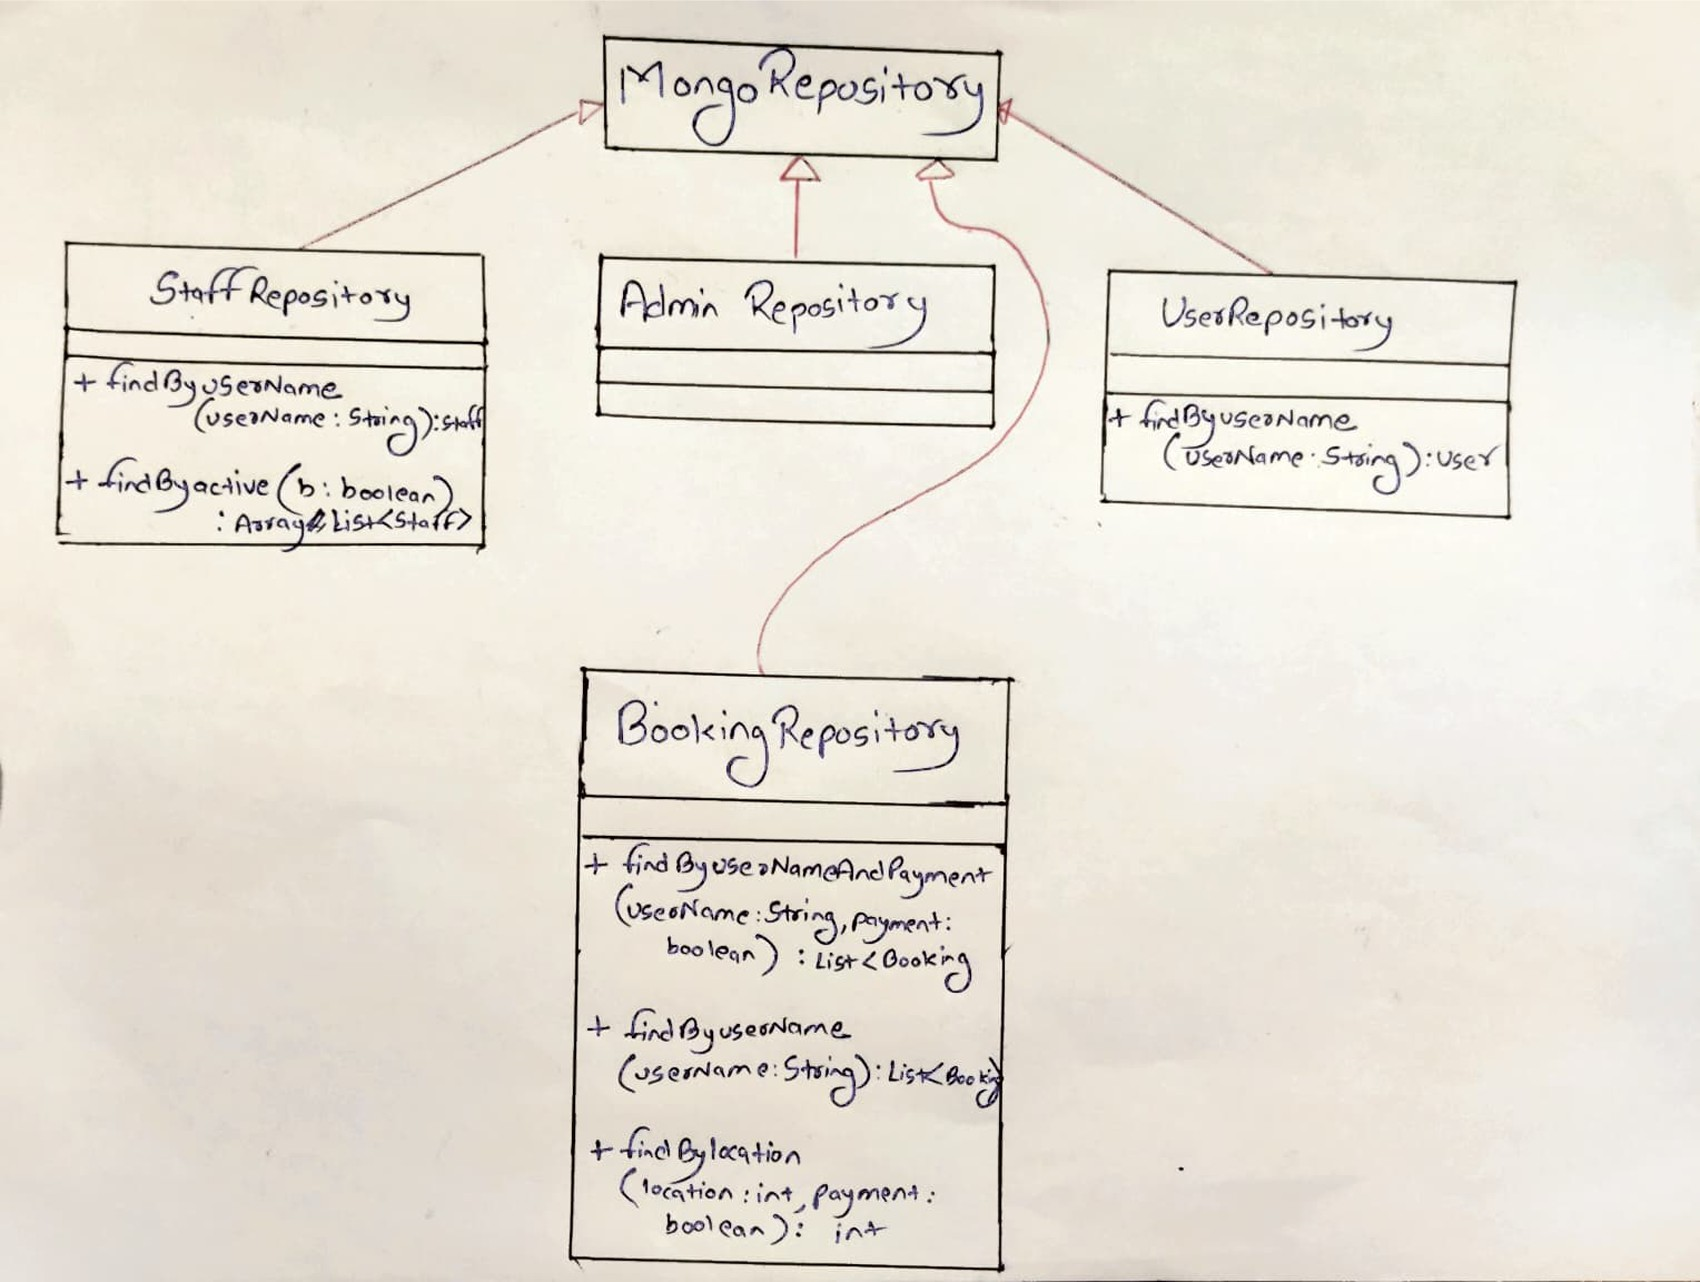 MongoRepository
StaffRepository
+ findByuserName
(userName: String):Staff
+ findByactive (b: boolean)
: ArrayList<Staff>
Admin Repository
UserRepository
+ findByuserName
(userName: String): user
BookingRepository
+ findByuserNameAndPayment
(userName: String, payment:
boolean) : List<Booking
+ findByuserName
(userName: String): List<Booking
+ findBylocation
(location: int, payment:
boolean): int